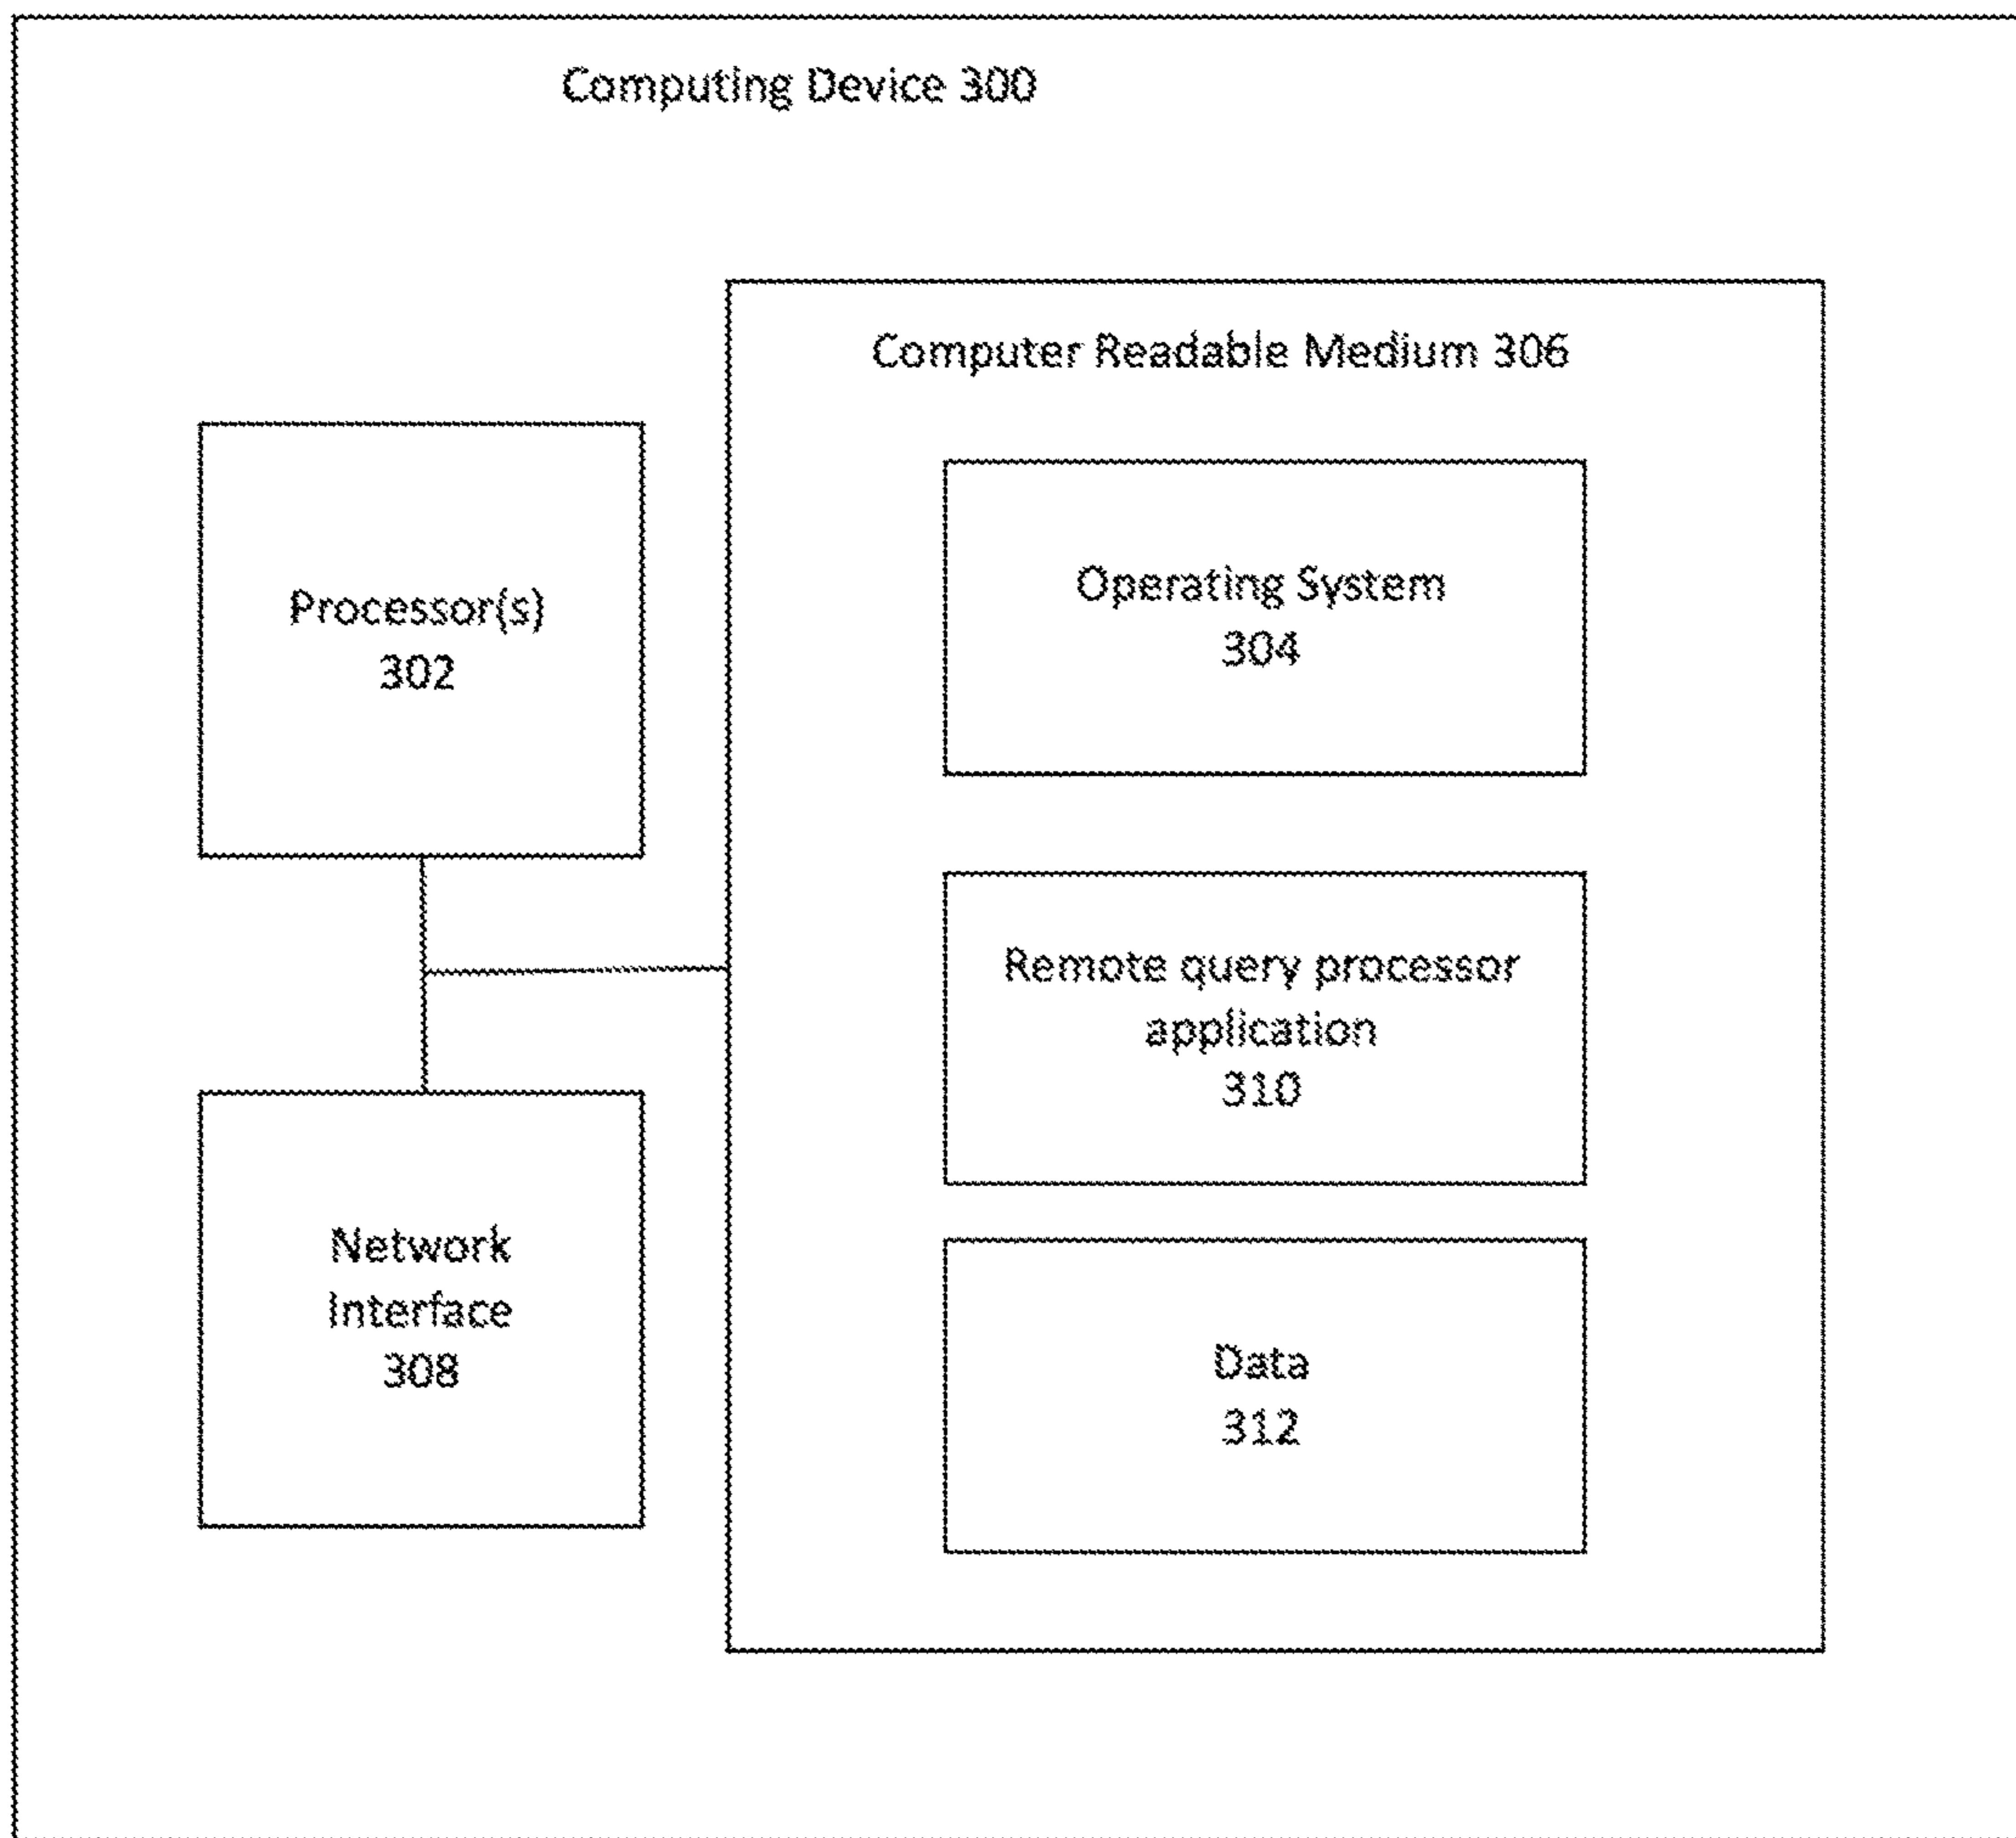 Computing Device 300
Computer Readable Medium 306
Processor(s)
302
Operating System
304
Remote query processor
application
310
Network
Interface
308
Data
312